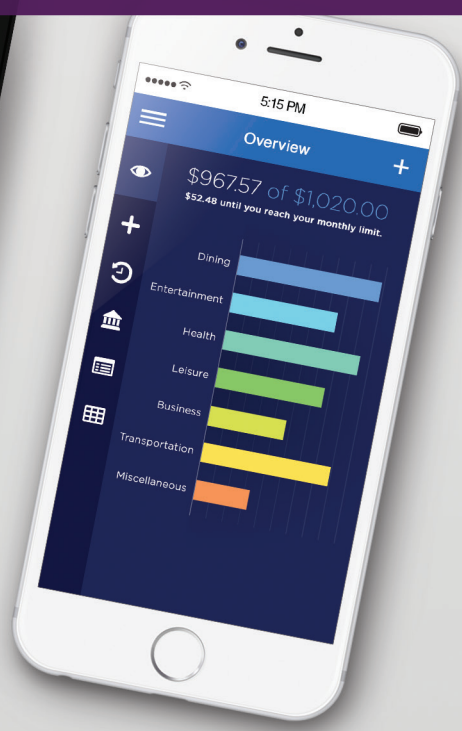 5:15 PM
Overview
$967.57 of $1,020.00
$52.48 until you reach your monthly limit.
Dining
Entertainment
Health
Leisure
Business
Transportation
Miscellaneous